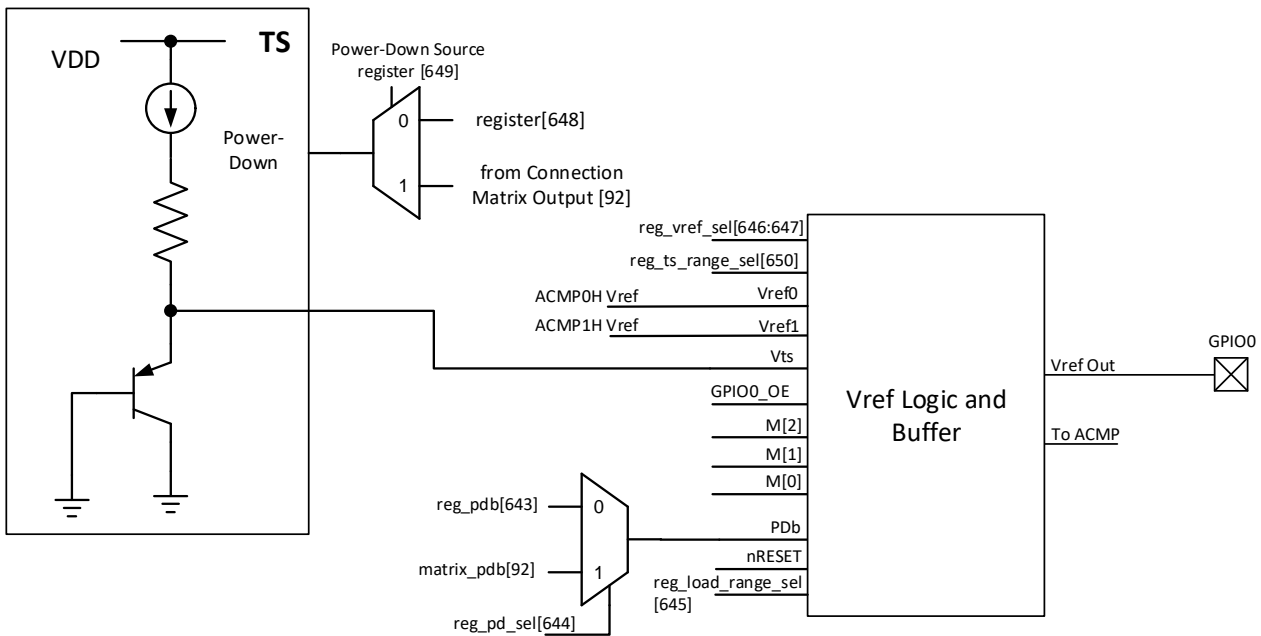 VDD
TS
Power-
Down
Power-Down Source
register [649]
0
register[648]
1
from Connection
Matrix Output [92]
reg_vref_sel[646:647]
reg_ts_range_sel[650]
ACMP0H Vref
Vref0
ACMP1H Vref
Vref1
Vts
GPIO0_OE
M[2]
M[1]
M[0]
reg_pdb[643]
0
PDb
matrix_pdb[92]
1
nRESET
reg_load_range_sel
[645]
reg_pd_sel[644]
Vref Logic and
Buffer
Vref Out
To ACMP
GPIO0